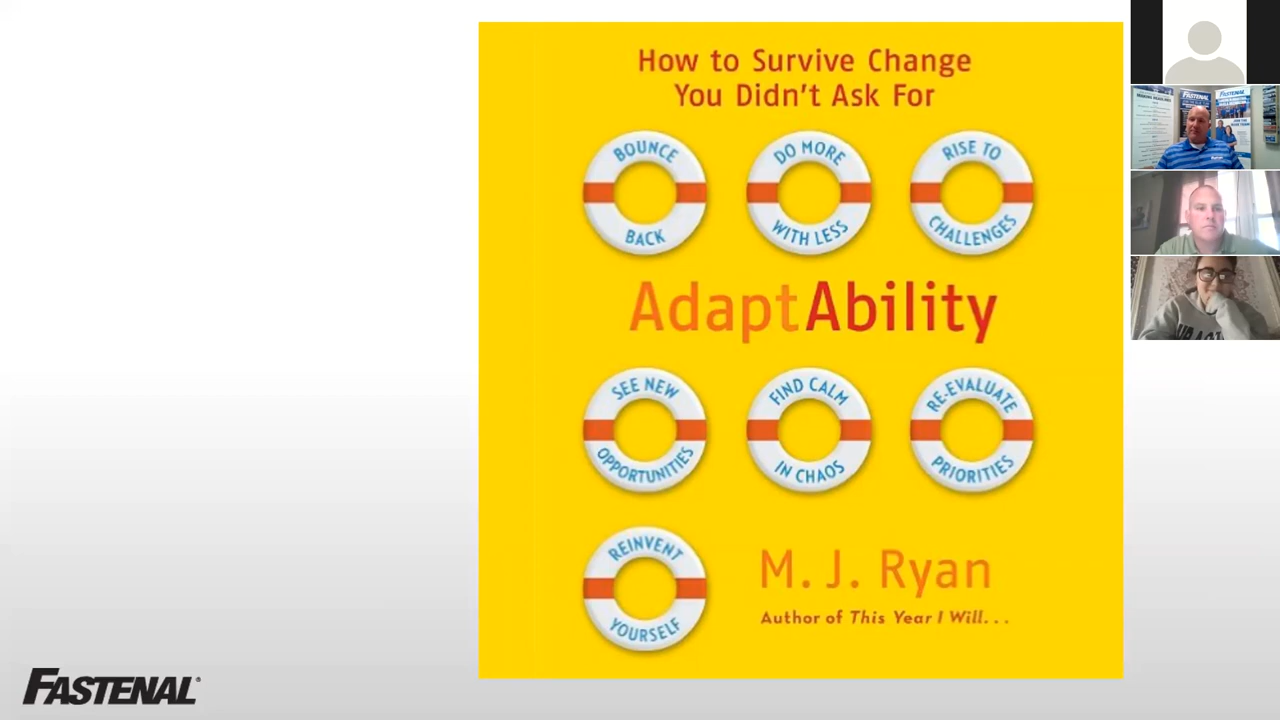 How to Survive Change
You Didn't Ask For
BOUNCE
BACK
DO MORE
WITH LESS
RISE TO
CHALLENGES
AdaptAbility
SEE NEW
OPPORTUNITIES
FIND CALM
IN CHAOS
RE-EVALUATE
PRIORITIES
REINVENT
YOURSELF
M. J. Ryan
Author of This Year I Will...
FASTENAL®
FASTENAL